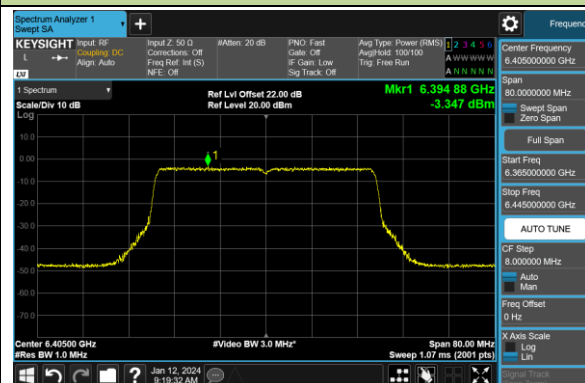 Spectrum Analyzer 1
Swept SA
Frequency
KEYSIGHT
L
LXI
Input: RF
Coupling: DC
Align: Auto
Input Z: 50 Ω
Corrections: Off
Freq Ref: Int (S)
NFE: Off
#Atten: 20 dB
PNO: Fast
Gate: Off
IF Gain: Low
Sig Track: Off
Avg Type: Power (RMS)
Avg|Hold: 100/100
Trig: Free Run
1 2 3 4 5 6
A W W W W W
A N N N N N
1 Spectrum
Scale/Div 10 dB
Log
Ref Lvl Offset 22.00 dB
Ref Level 20.00 dBm
Mkr1 6.394 88 GHz
-3.347 dBm
10.0
0.00
-10.0
-20.0
-30.0
-40.0
-50.0
-60.0
-70.0
1
Center 6.40500 GHz
#Res BW 1.0 MHz
#Video BW 3.0 MHz*
Span 80.00 MHz
Sweep 1.07 ms (2001 pts)
Jan 12, 2024
9:19:32 AM
Center Frequency
6.405000000 GHz
Span
80.0000000 MHz
Swept Span
Zero Span
Full Span
Start Freq
6.365000000 GHz
Stop Freq
6.445000000 GHz
AUTO TUNE
CF Step
8.000000 MHz
Auto
Man
Freq Offset
0 Hz
X Axis Scale
Log
Lin
Signal Track